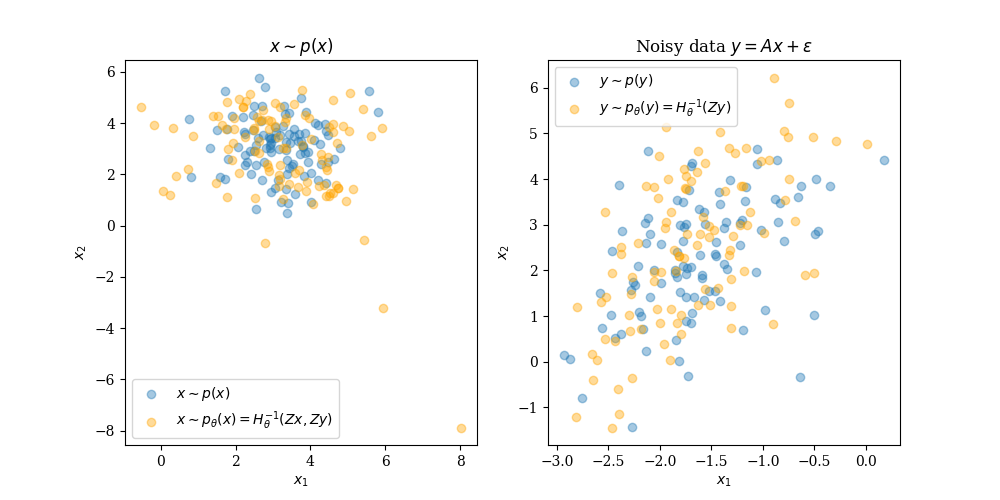 x ∼ p(x)
6
4
2
0
−2
−4
−6
−8
x₂
x ∼ p(x)
x ∼ p_θ(x) = H_θ^{-1}(Zx, Zy)
0
2
4
6
8
x₁
Noisy data y = Ax + ε
6
5
4
3
2
1
0
−1
x₂
y ∼ p(y)
y ∼ p_θ(y) = H_θ^{-1}(Zy)
−3.0
−2.5
−2.0
−1.5
−1.0
−0.5
0.0
x₁